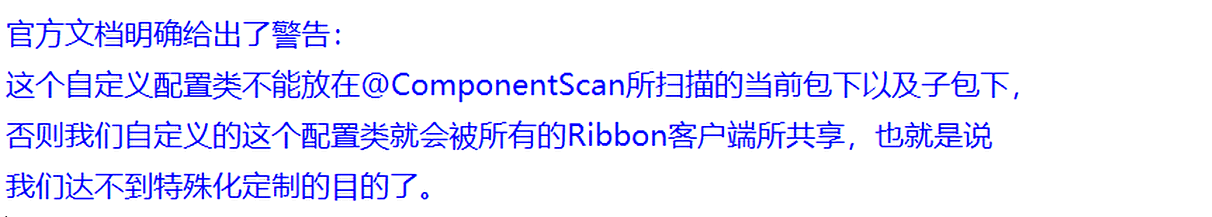 官方文档明确给出了警告：
这个自定义配置类不能放在@ComponentScan所扫描的当前包下以及子包下，
否则我们自定义的这个配置类就会被所有的Ribbon客户端所共享，也就是说
我们达不到特殊化定制的目的了。